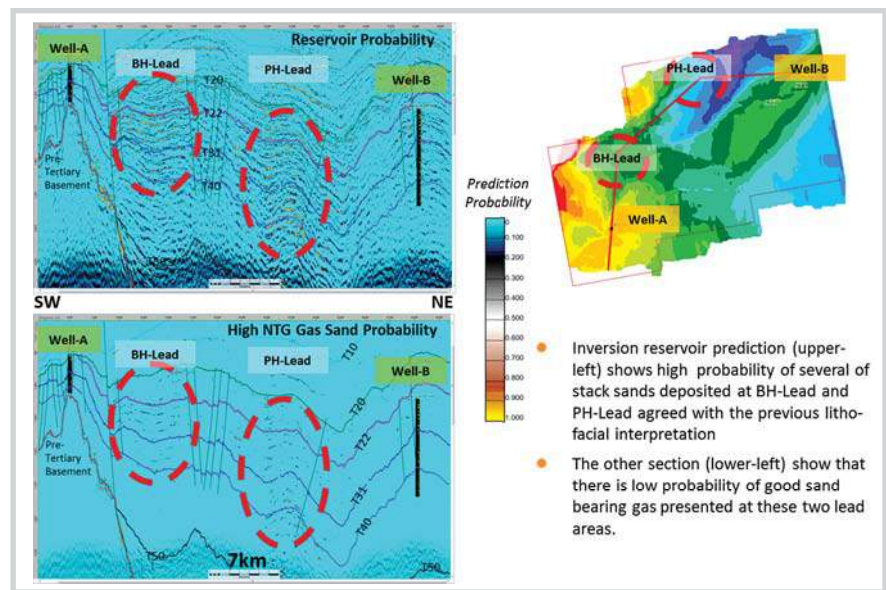 Reservoir Probability
Well-A
BH-Lead
PH-Lead
Well-B
T20
T22
T31
T40
Pre-
Tertiary
Basement
SW
NE
High NTG Gas Sand Probability
Well-A
BH-Lead
PH-Lead
T10
Well-B
T20
T22
T31
T40
Pre-
Tertiary
Basement
T50
7km
T50
PH-Lead
Well-B
BH-Lead
Well-A
Prediction
Probability
0
0.100
0.200
0.300
0.400
0.500
0.600
0.700
0.800
0.900
1.000
Inversion reservoir prediction (upper-
left) shows high probability of several of
stack sands deposited at BH-Lead and
PH-Lead agreed with the previous litho-
facial interpretation
The other section (lower-left) show that
there is low probability of good sand
bearing gas presented at these two lead
areas.